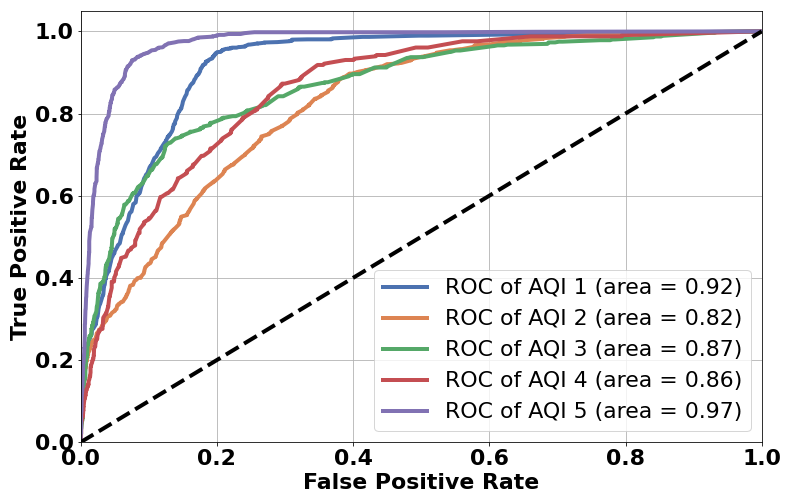 1.0
0.8
0.6
0.4
0.2
0.0
True Positive Rate
ROC of AQI 1 (area = 0.92)
ROC of AQI 2 (area = 0.82)
ROC of AQI 3 (area = 0.87)
ROC of AQI 4 (area = 0.86)
ROC of AQI 5 (area = 0.97)
0.0 0.2 0.4 0.6 0.8 1.0
False Positive Rate